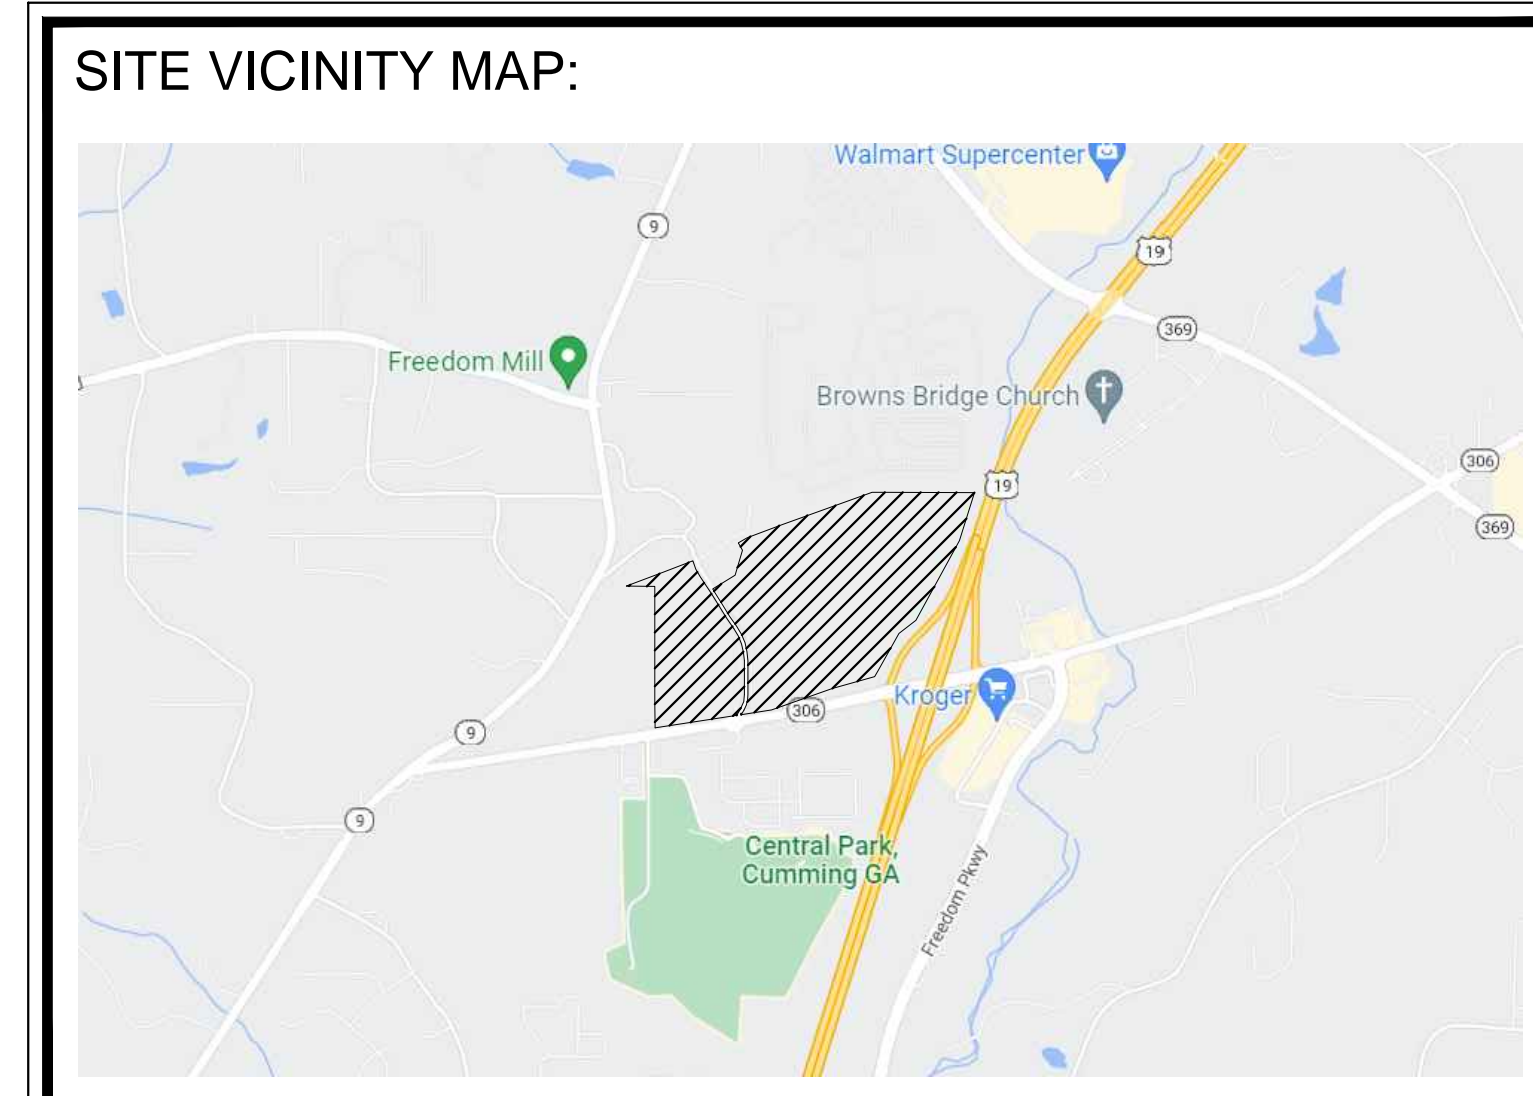 SITE VICINITY MAP:
Walmart Supercenter
9
19
369
Freedom Mill
Browns Bridge Church
306
19
369
Kroger
306
9
9
Central Park,
Cumming GA
Freedom Pkwy